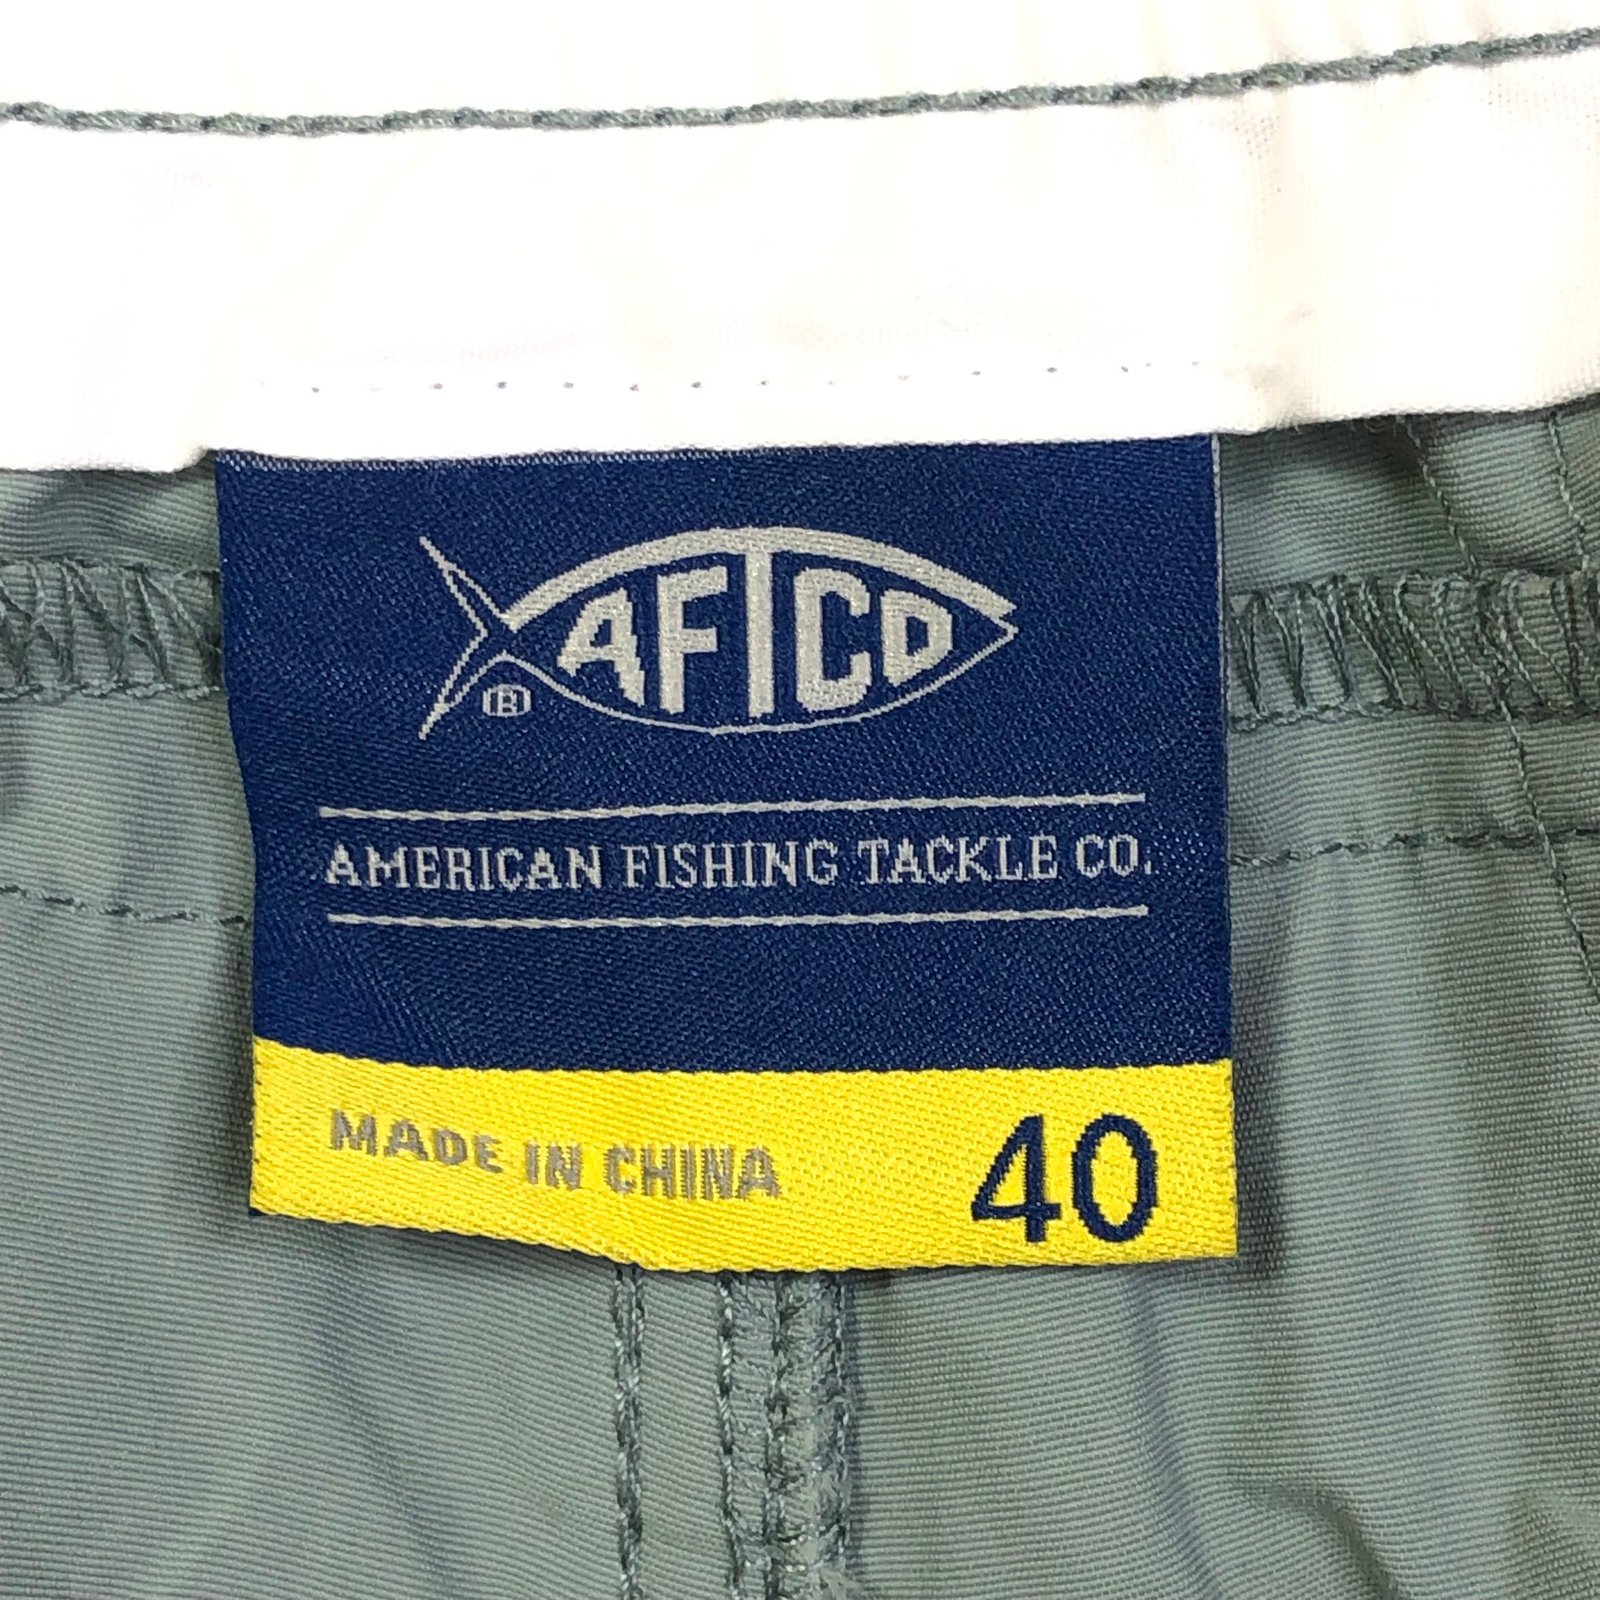 AFTCO
®
AMERICAN FISHING TACKLE CO.
MADE IN CHINA 40